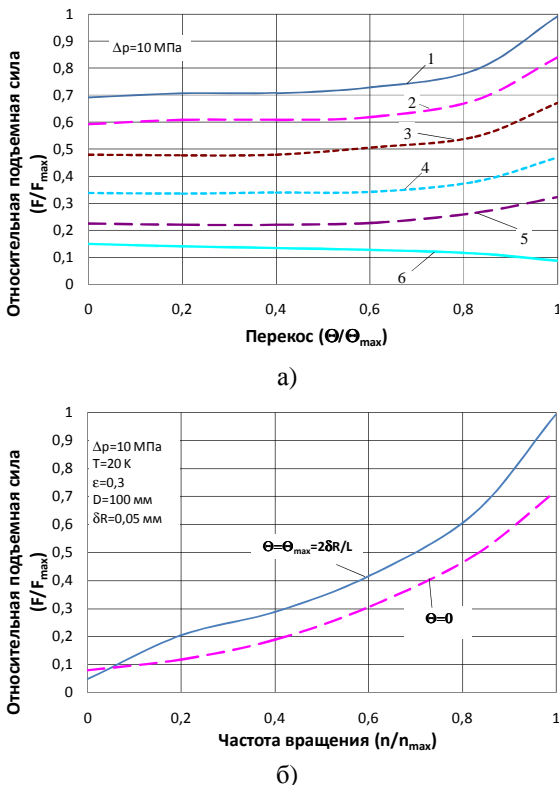 Относительная подъемная сила
(F/Fmax)
1
0,9
0,8
0,7
0,6
0,5
0,4
0,3
0,2
0,1
0
Δp=10 МПа
1
2
3
4
5
6
0 0,2 0,4 0,6 0,8 1
Перекос (Θ/Θmax)
а)
Относительная подъемная сила
(F/Fmax)
1
0,9
0,8
0,7
0,6
0,5
0,4
0,3
0,2
0,1
0
Δp=10 МПа
T=20 К
ε=0,3
D=100 мм
δR=0,05 мм
Θ=Θmax=2δR/L
Θ=0
0 0,2 0,4 0,6 0,8 1
Частота вращения (n/nmax)
б)